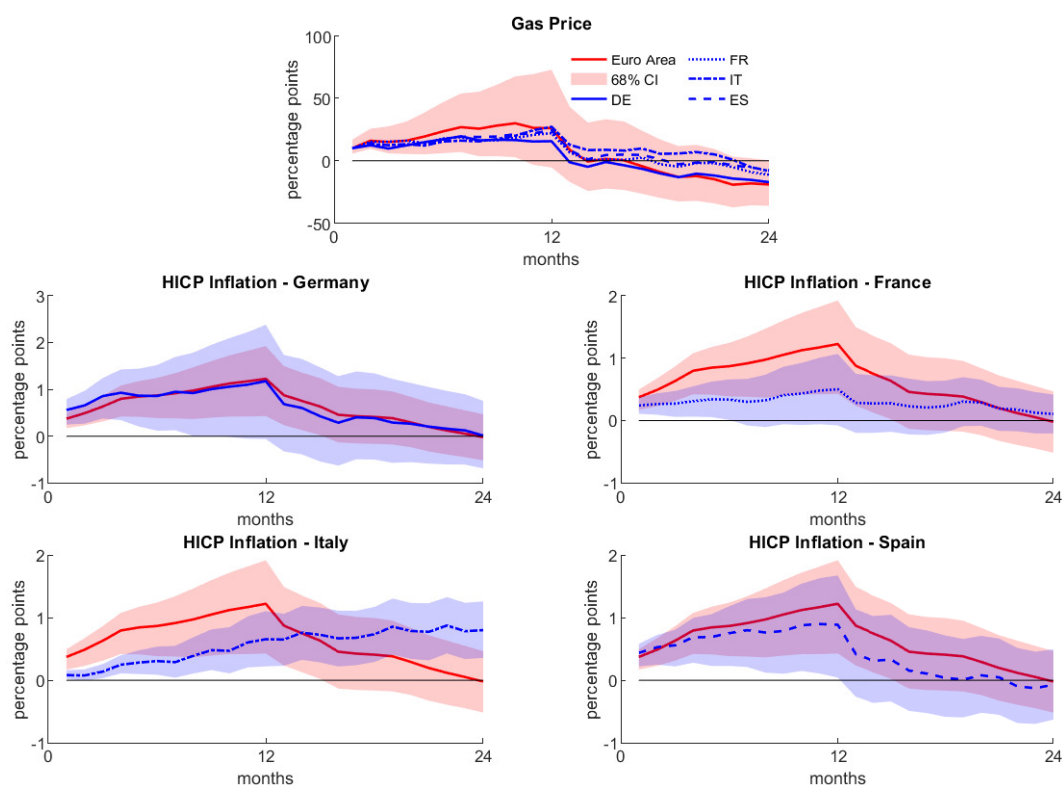 Gas Price
100
50
0
-50
percentage points
Euro Area
FR
68% CI
IT
DE
ES
0
12
24
months
HICP Inflation - Germany
3
2
1
0
-1
percentage points
0
12
24
months
HICP Inflation - France
2
1
0
-1
percentage points
0
12
24
months
HICP Inflation - Italy
2
1
0
-1
percentage points
0
12
24
months
HICP Inflation - Spain
2
1
0
-1
percentage points
0
12
24
months